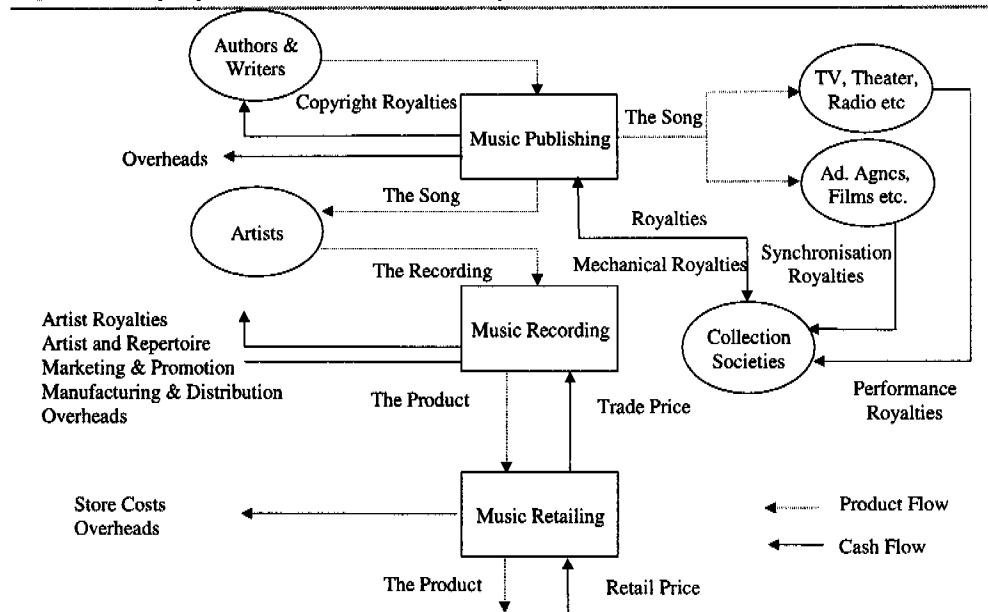 Authors &
Writers
TV, Theater,
Radio etc
Copyright Royalties
The Song
Music Publishing
Overheads
Ad. Agncs,
Films etc.
The Song
Royalties
Artists
Mechanical Royalties
Synchronisation
Royalties
The Recording
Artist Royalties
Artist and Repertoire
Marketing & Promotion
Manufacturing & Distribution
Overheads
Music Recording
Collection
Societies
The Product
Trade Price
Performance
Royalties
Store Costs
Overheads
Music Retailing
Product Flow
Cash Flow
The Product
Retail Price